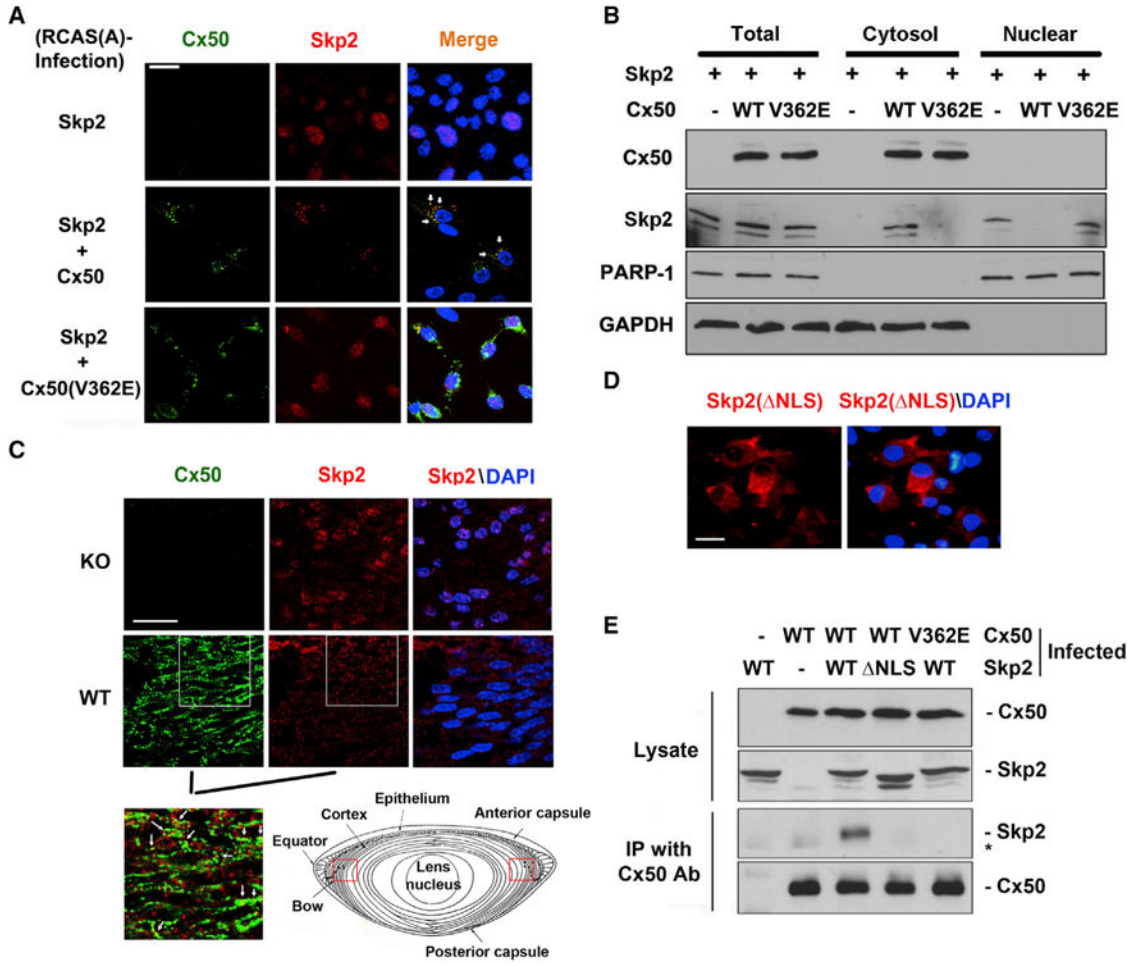 A
(RCAS(A)-
Infection)
Cx50 Skp2 Merge
Skp2
Skp2
+
Cx50
Skp2
+
Cx50(V362E)
B
Total Cytosol Nuclear
Skp2 + + + + + + + + +
Cx50 - WT V362E - WT V362E - WT V362E
Cx50
Skp2
PARP-1
GAPDH
C
Cx50 Skp2 Skp2\DAPI
KO
WT
Epithelium
Cortex
Anterior capsule
Equator
Lens
nucleus
Bow
Posterior capsule
D
Skp2(ΔNLS) Skp2(ΔNLS)\DAPI
E
- WT WT WT V362E Cx50
WT - WT ΔNLS WT Skp2
Infected
Lysate
- Cx50
- Skp2
IP with
Cx50 Ab
- Skp2
*
- Cx50